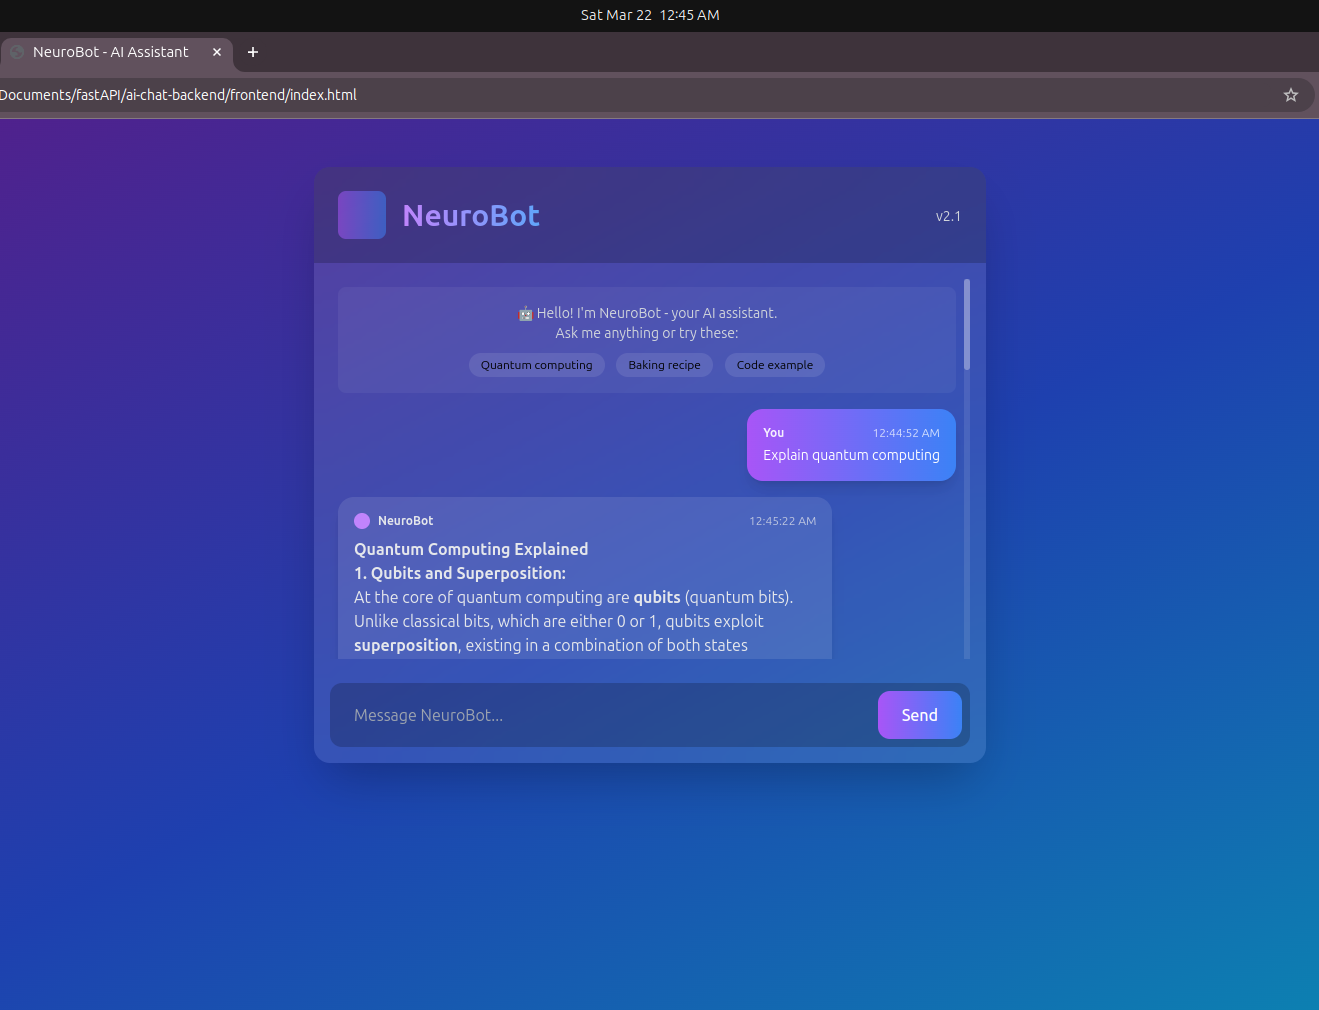 Sat Mar 22 12:45 AM
NeuroBot - AI Assistant
Documents/fastAPI/ai-chat-backend/frontend/index.html
NeuroBot
v2.1
🤖 Hello! I'm NeuroBot - your AI assistant.
Ask me anything or try these:
Quantum computing Baking recipe Code example
You 12:44:52 AM
Explain quantum computing
NeuroBot 12:45:22 AM
Quantum Computing Explained
1. Qubits and Superposition:
At the core of quantum computing are qubits (quantum bits).
Unlike classical bits, which are either 0 or 1, qubits exploit
superposition, existing in a combination of both states
Message NeuroBot...
Send